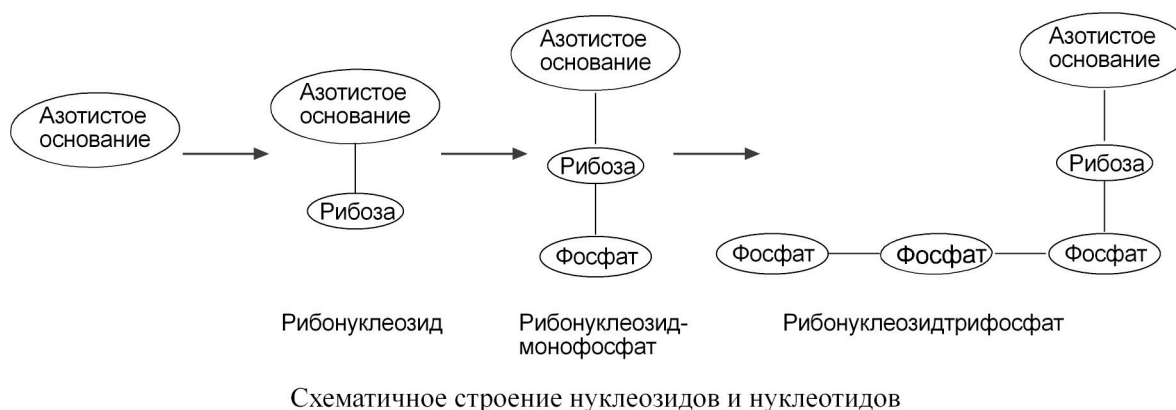 Азотистое
основание
Азотистое
основание
Рибоза
Рибонуклеозид
Азотистое
основание
Рибоза
Фосфат
Рибонуклеозид-
монофосфат
Азотистое
основание
Рибоза
Фосфат
Фосфат
Фосфат
Рибонуклеозидтрифосфат
Схематичное строение нуклеозидов и нуклеотидов